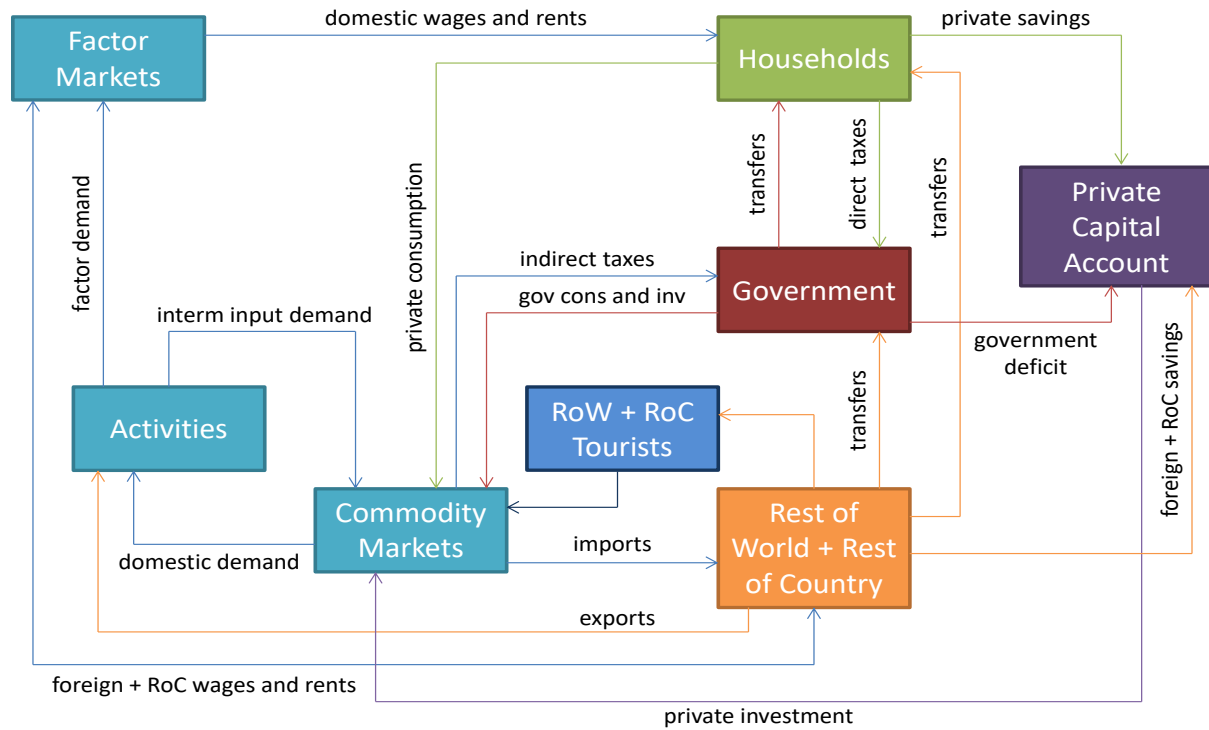 domestic wages and rents
private savings
Factor
Markets
Households
private consumption
transfers
direct taxes
transfers
factor demand
Private
Capital
Account
indirect taxes
Government
gov cons and inv
interm input demand
government
deficit
foreign + RoC savings
transfers
RoW + RoC
Tourists
Activities
Commodity
Markets
Rest of
World + Rest
of Country
imports
domestic demand
exports
foreign + RoC wages and rents
private investment